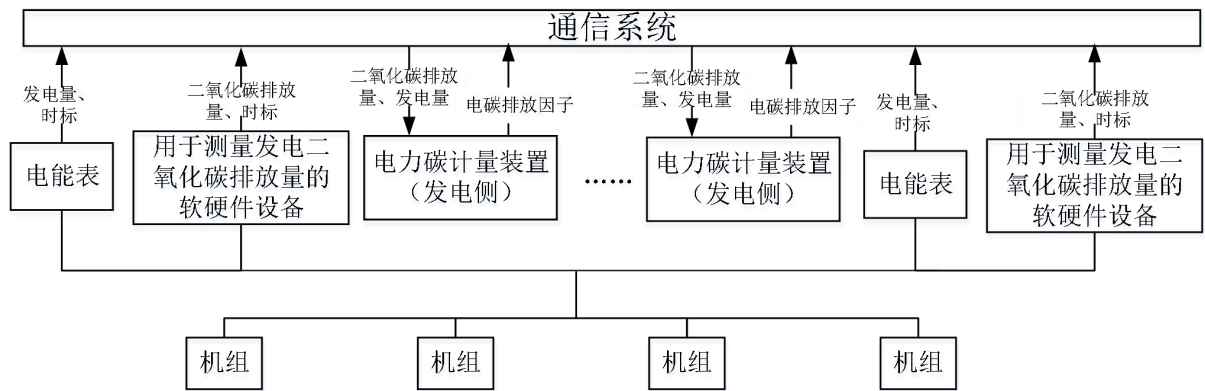 通信系统
发电量、
时标
二氧化碳排放
量、时标
二氧化碳排放
量、发电量
电碳排放因子
二氧化碳排放
量、发电量
电碳排放因子
发电量、
时标
二氧化碳排放
量、时标
电能表
用于测量发电二
氧化碳排放量的
软硬件设备
电力碳计量装置
（发电侧）
......
电力碳计量装置
（发电侧）
电能表
用于测量发电二
氧化碳排放量的
软硬件设备
机组
机组
机组
机组